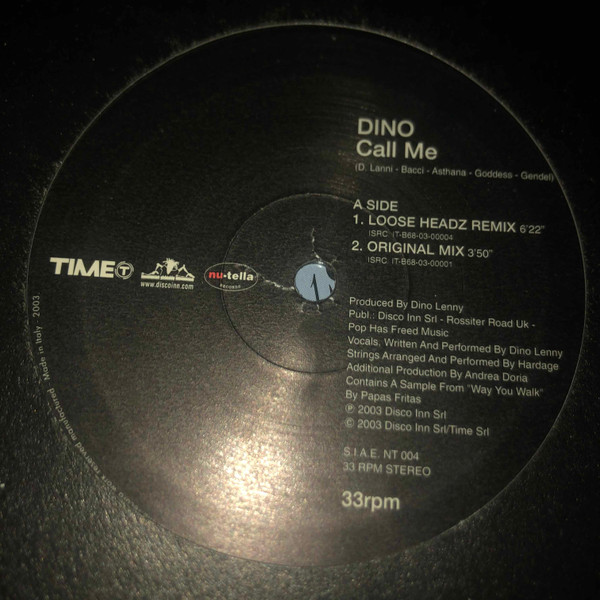 DINO
Call Me
(D. Lanni - Bacci - Asthana - Goddess - Gendel)
A SIDE
1. LOOSE HEADZ REMIX 6'22"
ISRC: IT-B68-03-00004
2. ORIGINAL MIX 3'50"
ISRC: IT-B68-03-00001
TIME T
www.discoinn.com
nu-tella
RECORDS
Produced By Dino Lenny
Publ.: Disco Inn Srl - Rossiter Road Uk -
Pop Has Freed Music
Vocals, Written And Performed By Dino Lenny
Strings Arranged And Performed By Hardage
Additional Production By Andrea Doria
Contains A Sample From "Way You Walk"
By Papas Fritas
℗ 2003 Disco Inn Srl
© 2003 Disco Inn Srl/Time Srl
S.I.A.E. NT 004
33 RPM STEREO
33rpm
manufactured. Made in Italy - 2003